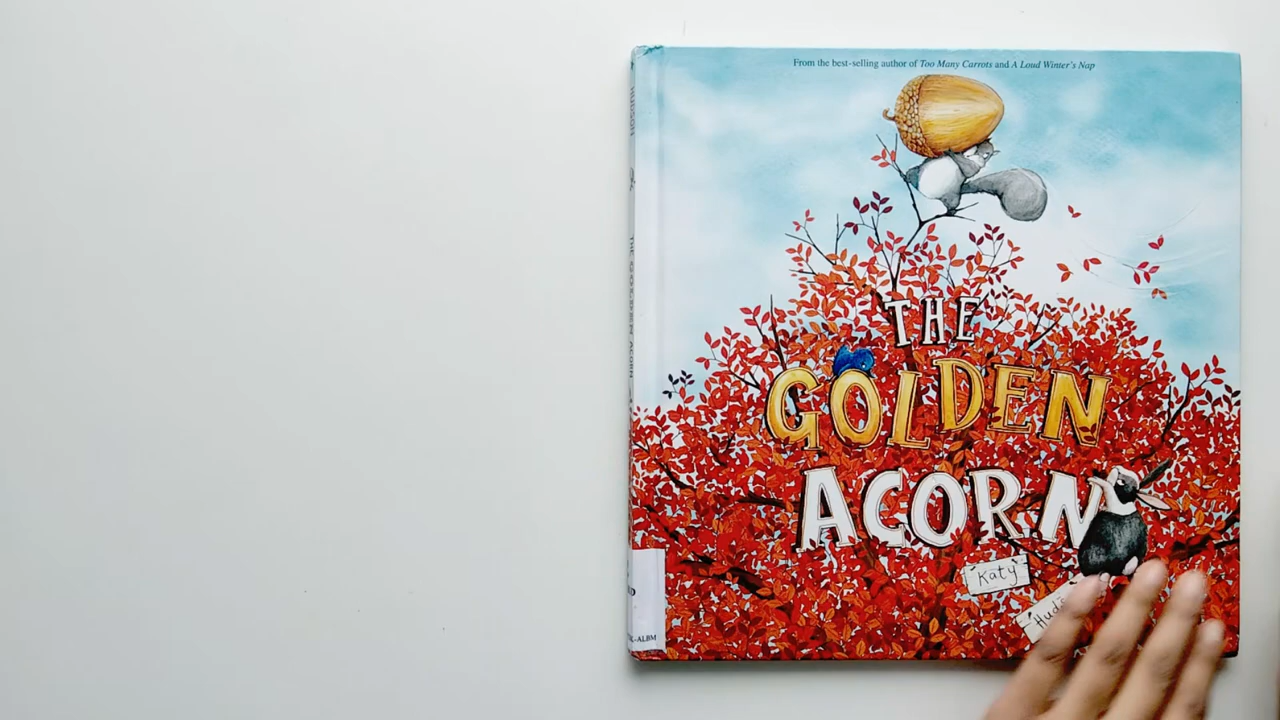 From the best-selling author of Too Many Carrots and A Loud Winter's Nap
THE
GOLDEN
ACORN
Katy
HUDSON
THE GOLDEN ACORN